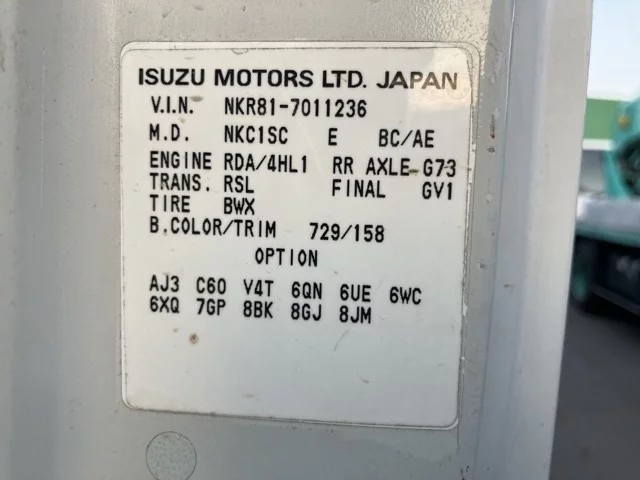 ISUZU MOTORS LTD. JAPAN
V.I.N. NKR81-7011236
M.D. NKC1SC E BC/AE
ENGINE RDA/4HL1 RR AXLE-G73
TRANS. RSL FINAL GV1
TIRE BWX
B.COLOR/TRIM 729/158
OPTION
AJ3 C60 V4T 6QN 6UE 6WC
6XQ 7GP 8BK 8GJ 8JM